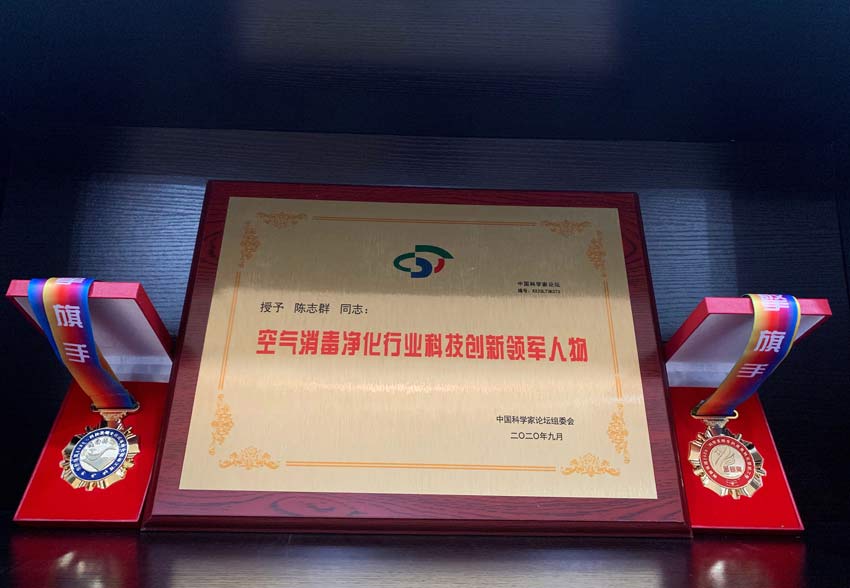 中国科学家论坛
授予 陈志群 同志：
空气消毒净化行业科技创新领军人物
中国科学家论坛组委会
二〇二〇年九月
旗手
旗手